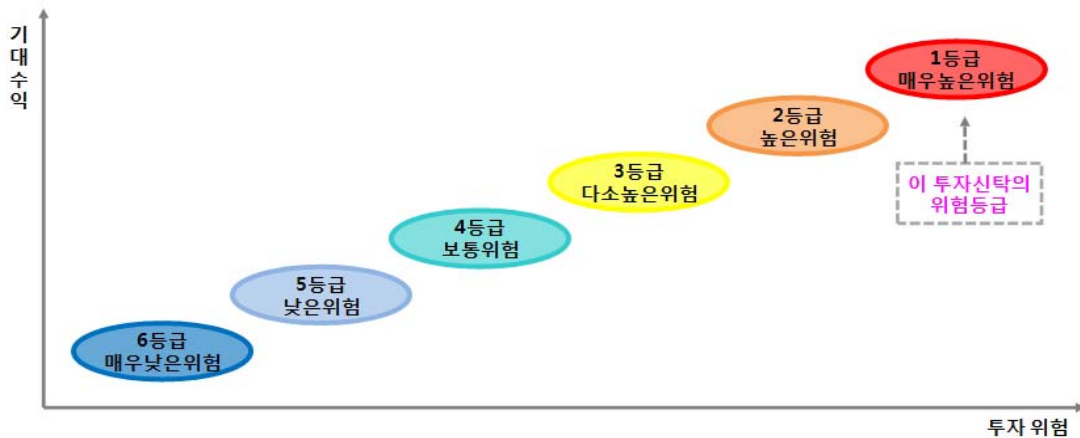 기대수익
1등급
매우높은위험
2등급
높은위험
3등급
다소높은위험
이 투자신탁의
위험등급
4등급
보통위험
5등급
낮은위험
6등급
매우낮은위험
투자 위험